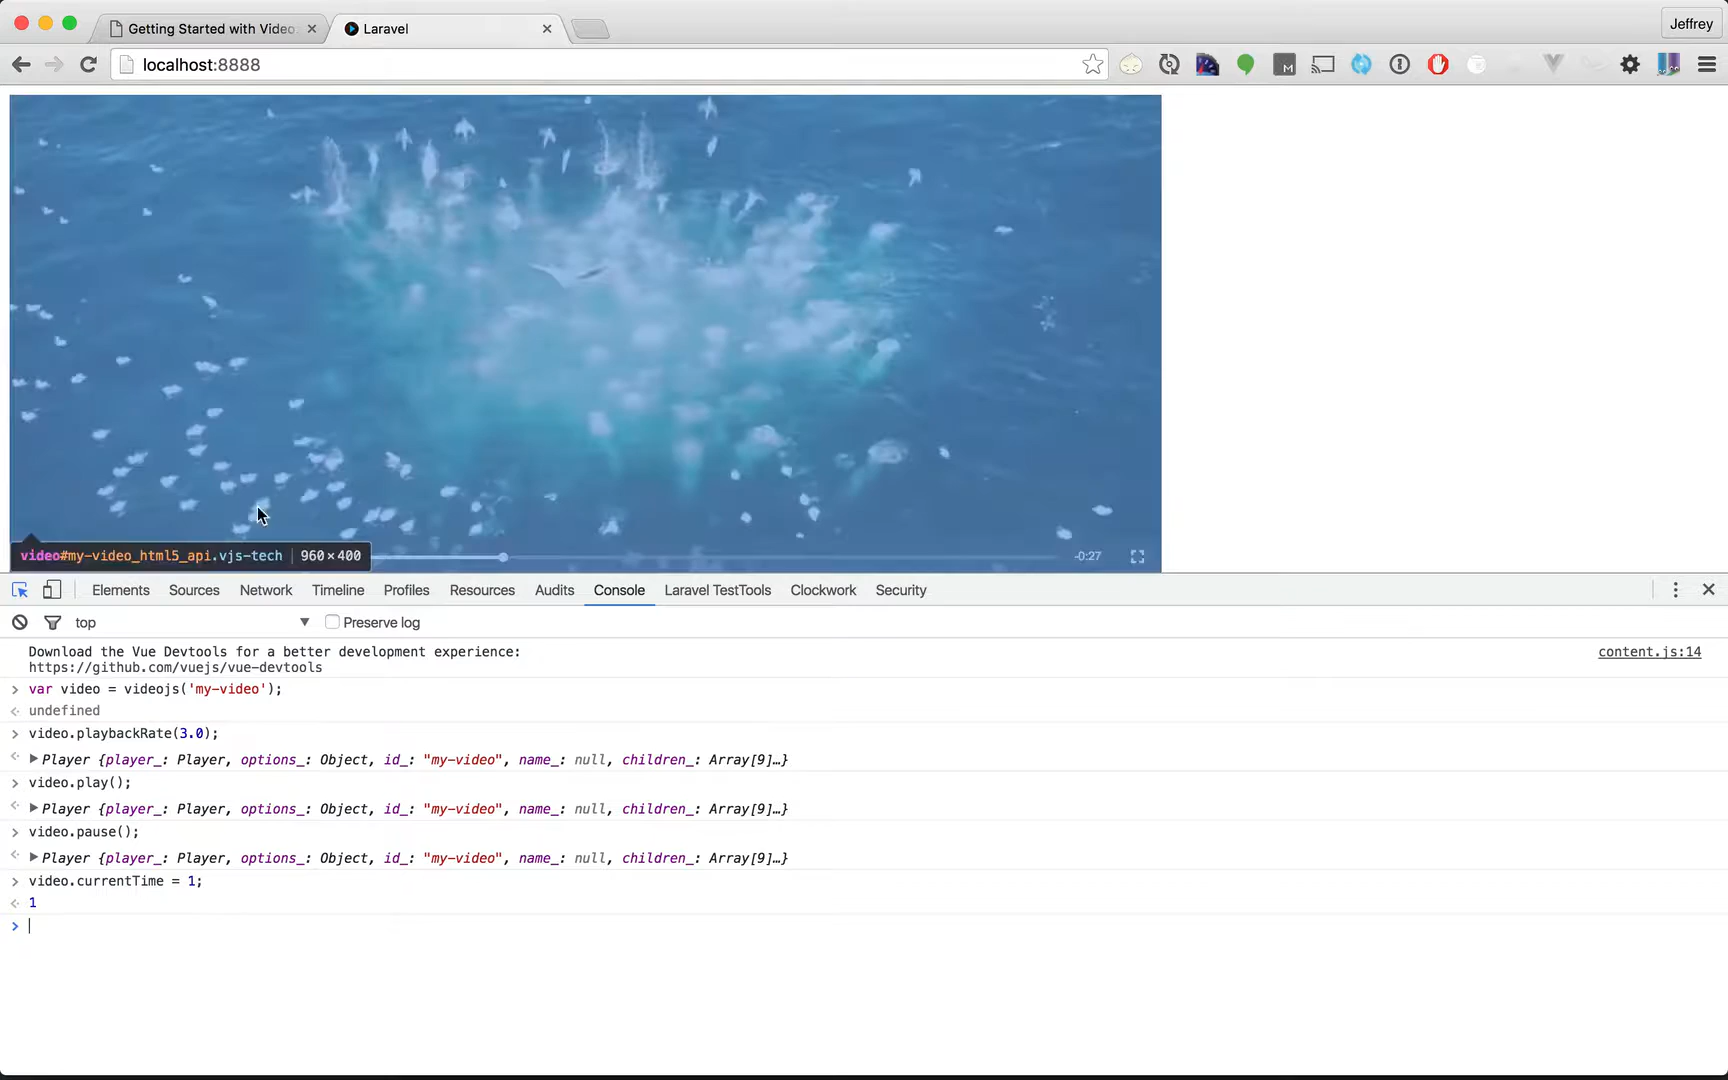 Getting Started with Video.
Laravel
Jeffrey
localhost:8888
video#my-video_html5_api.vjs-tech | 960×400
-0:27
Elements Sources Network Timeline Profiles Resources Audits Console Laravel TestTools Clockwork Security
top
Preserve log
Download the Vue Devtools for a better development experience:
content.js:14
https://github.com/vuejs/vue-devtools
> var video = videojs('my-video');
undefined
> video.playbackRate(3.0);
Player {player_: Player, options_: Object, id_: "my-video", name_: null, children_: Array[9]…}
> video.play();
Player {player_: Player, options_: Object, id_: "my-video", name_: null, children_: Array[9]…}
> video.pause();
Player {player_: Player, options_: Object, id_: "my-video", name_: null, children_: Array[9]…}
> video.currentTime = 1;
1
>